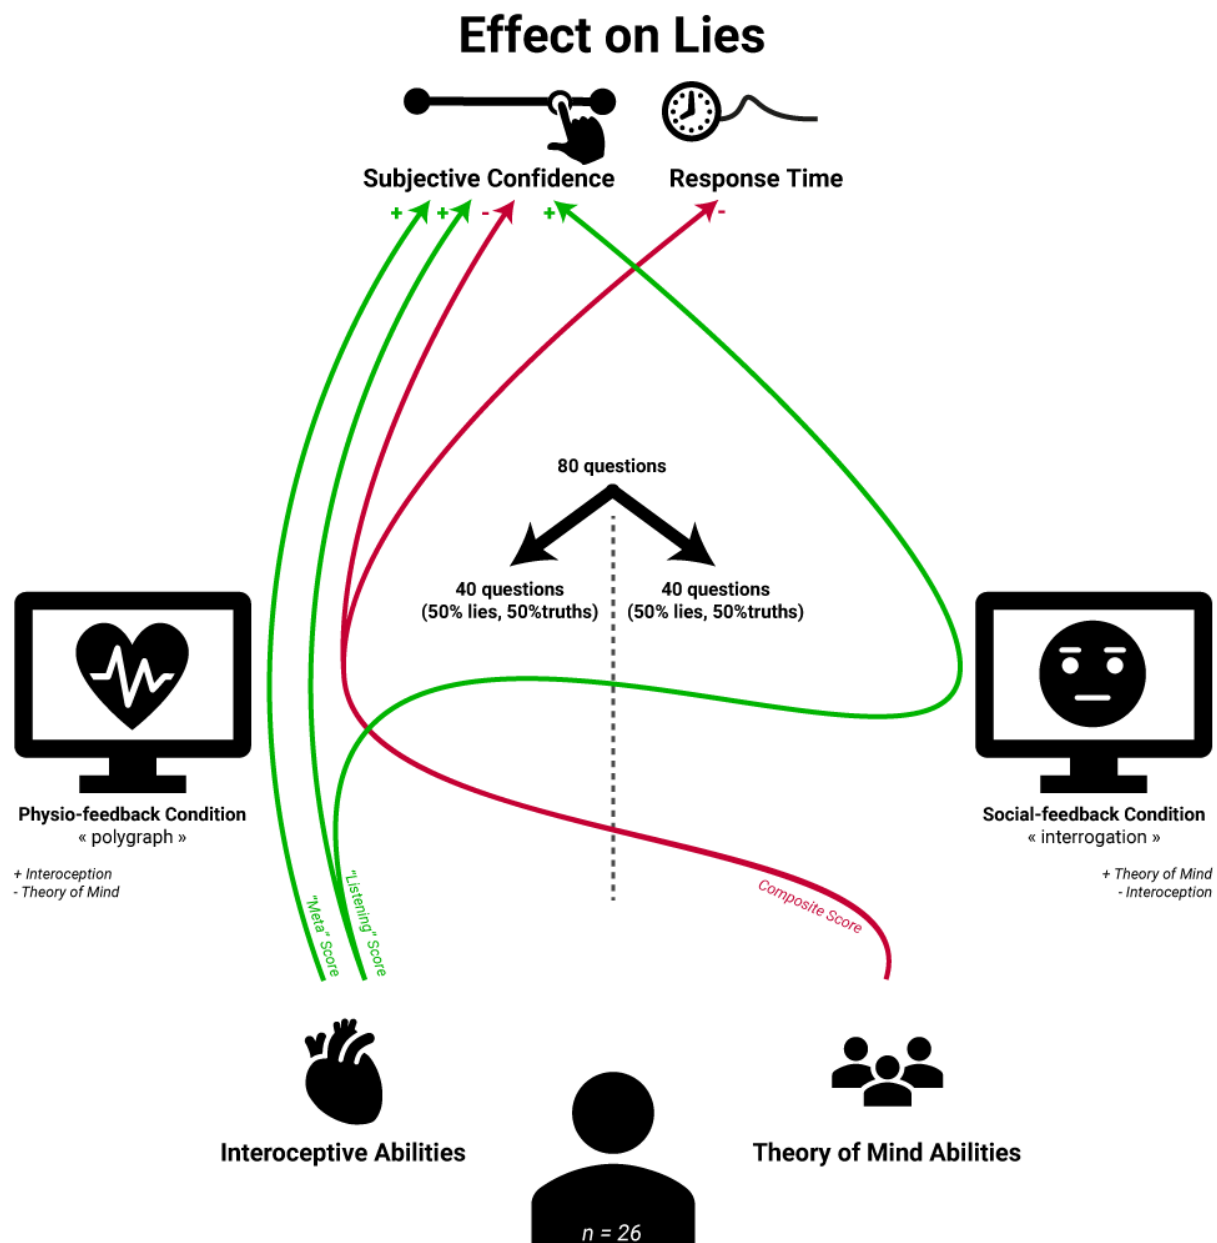 Effect on Lies
Subjective Confidence
Response Time
+
+
-
+
-
80 questions
40 questions
(50% lies, 50%truths)
40 questions
(50% lies, 50%truths)
Physio-feedback Condition
« polygraph »
+ Interoception
- Theory of Mind
Social-feedback Condition
« interrogation »
+ Theory of Mind
- Interoception
"Meta" Score
"Listening" Score
Composite Score
Interoceptive Abilities
Theory of Mind Abilities
n = 26